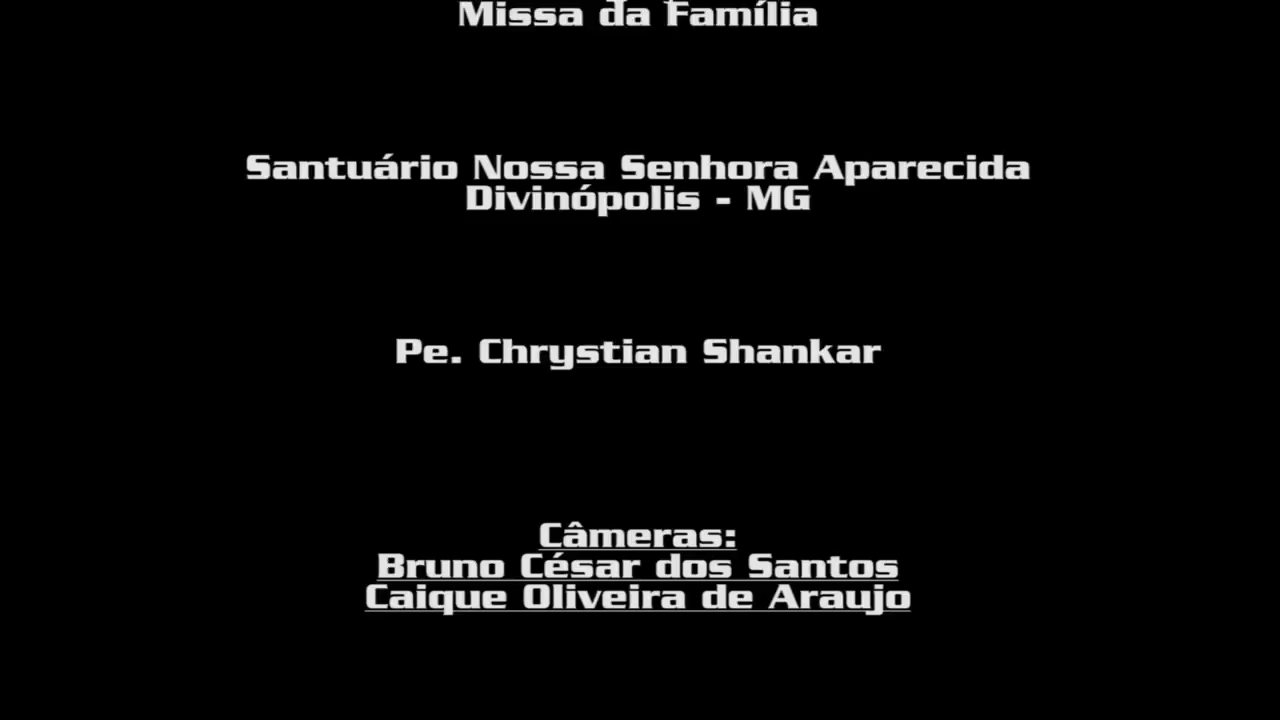 Missa da Família
Santuário Nossa Senhora Aparecida
Divinópolis - MG
Pe. Chrystian Shankar
Câmeras:
Bruno César dos Santos
Caique Oliveira de Araujo